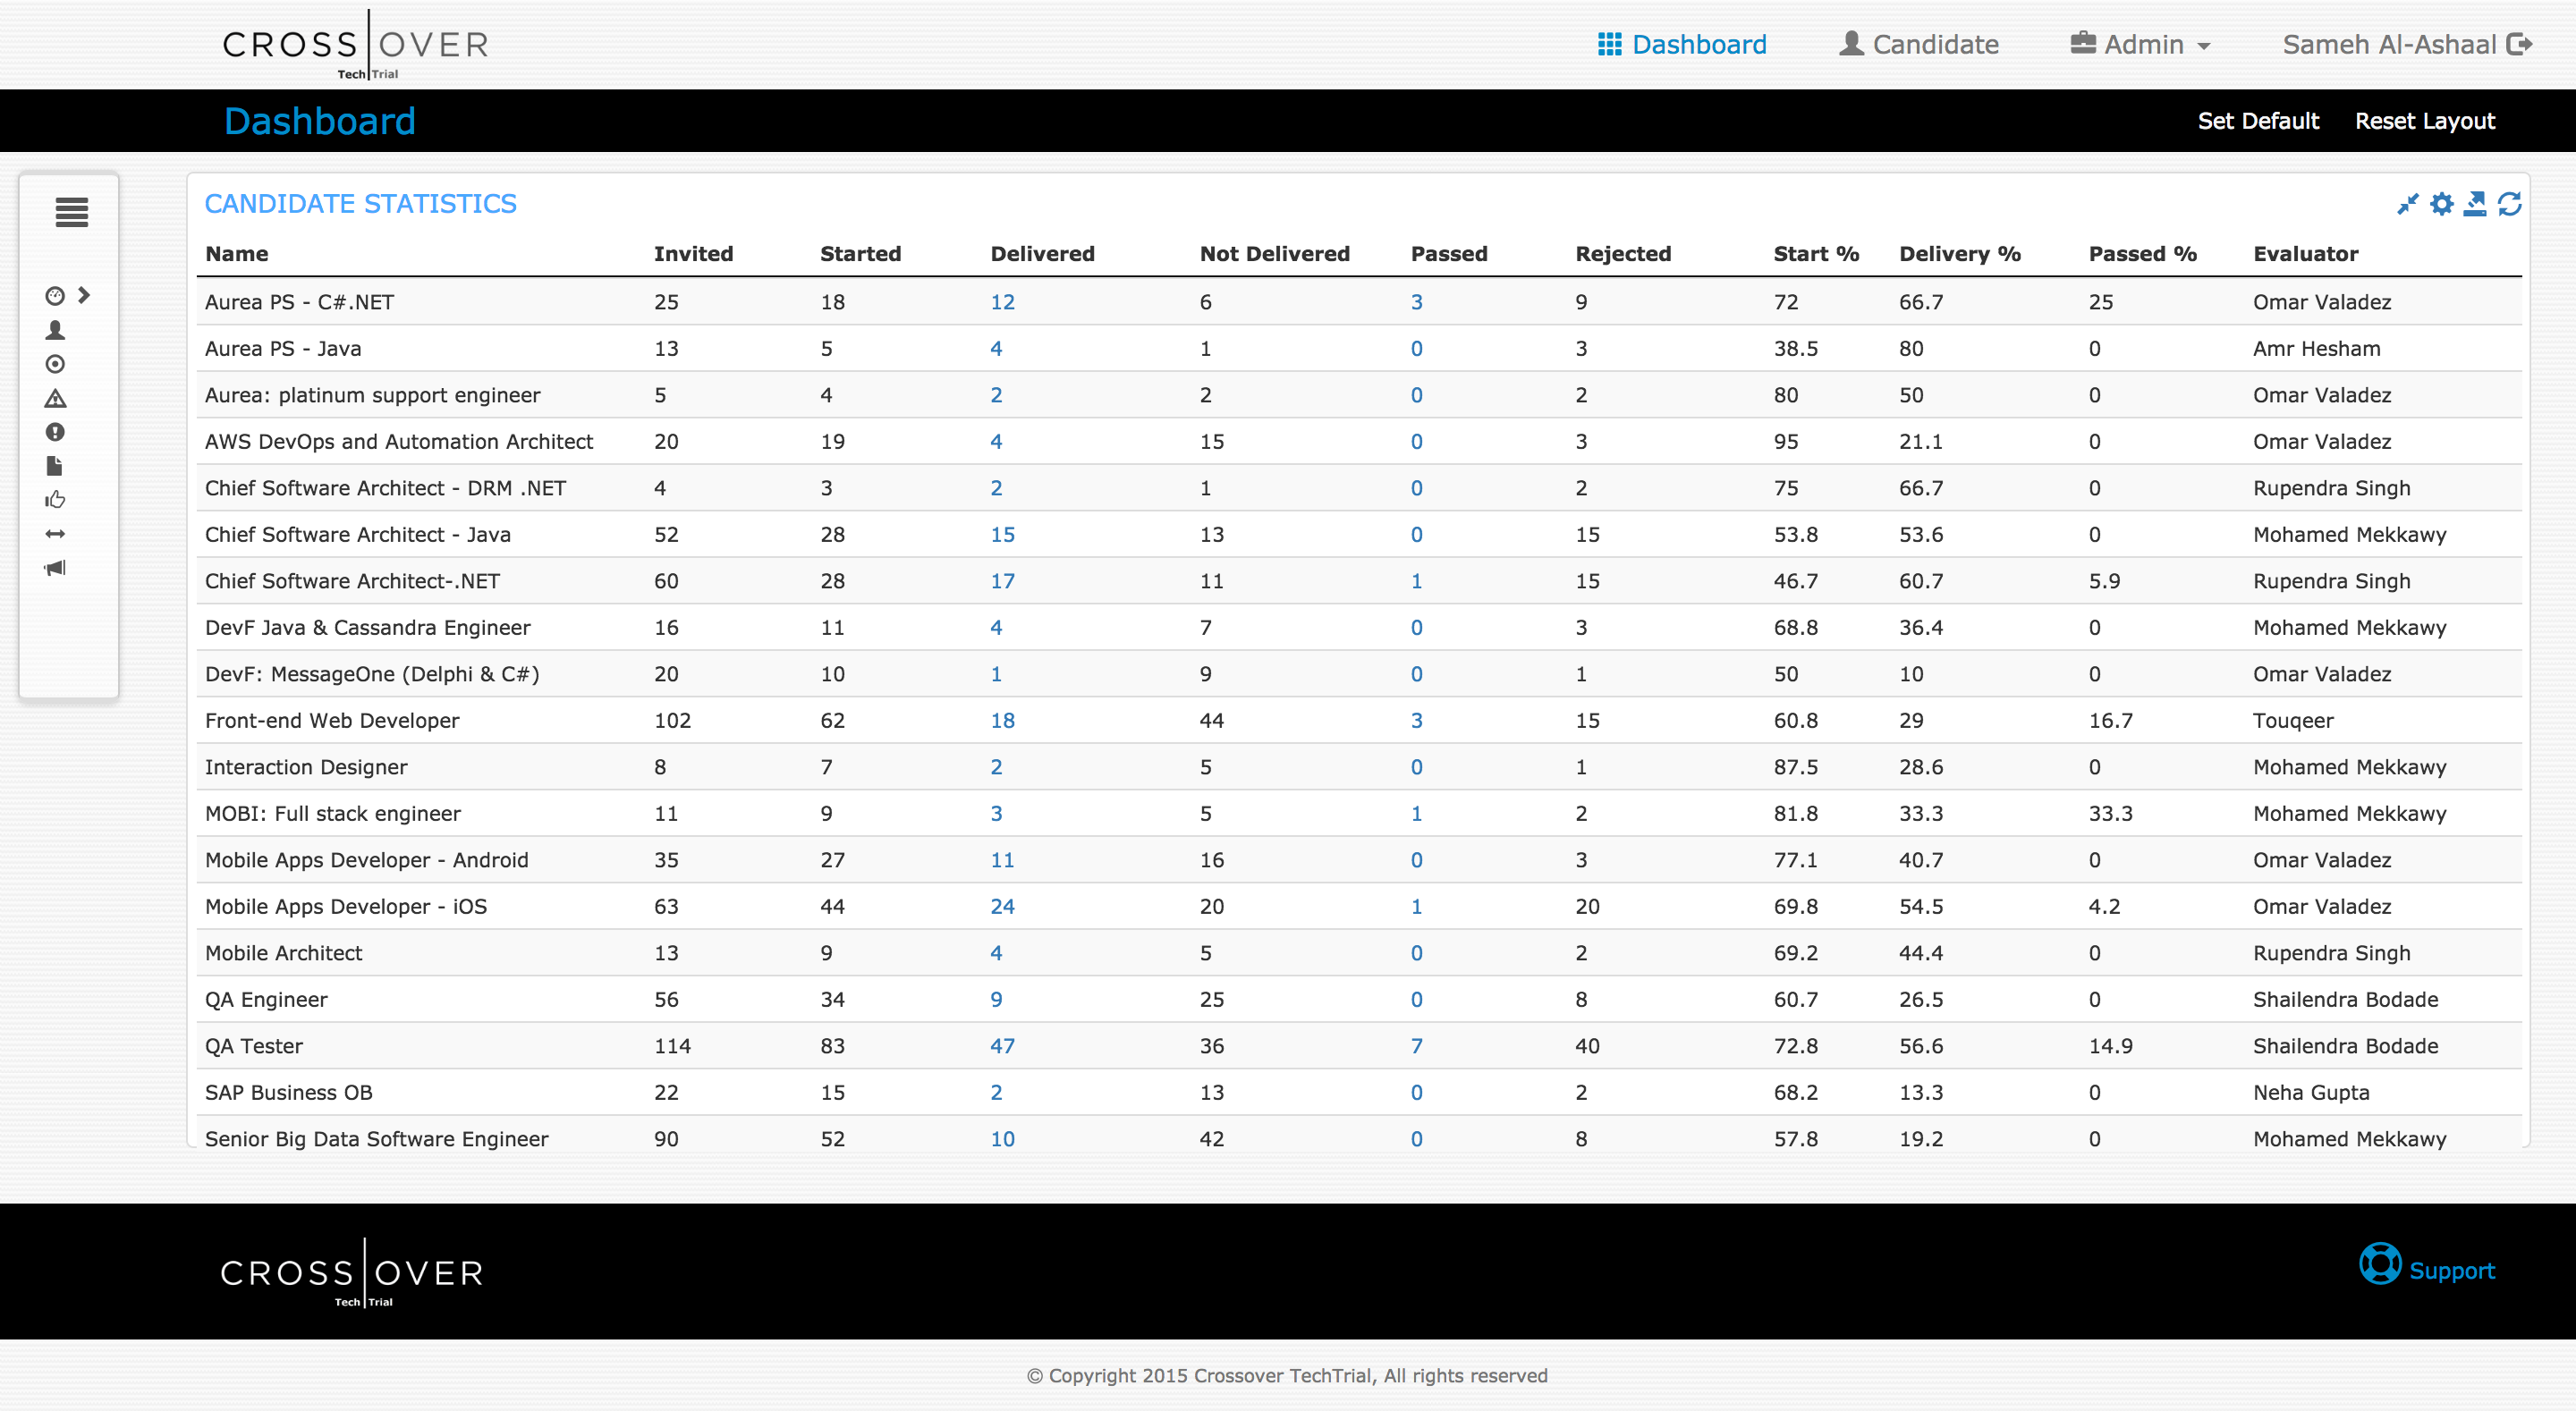 CROSS OVER
Tech Trial
Dashboard Candidate Admin Sameh Al-Ashaal
Dashboard Set Default Reset Layout
CANDIDATE STATISTICS
Name Invited Started Delivered Not Delivered Passed Rejected Start % Delivery % Passed % Evaluator
Aurea PS - C#.NET 25 18 12 6 3 9 72 66.7 25 Omar Valadez
Aurea PS - Java 13 5 4 1 0 3 38.5 80 0 Amr Hesham
Aurea: platinum support engineer 5 4 2 2 0 2 80 50 0 Omar Valadez
AWS DevOps and Automation Architect 20 19 4 15 0 3 95 21.1 0 Omar Valadez
Chief Software Architect - DRM .NET 4 3 2 1 0 2 75 66.7 0 Rupendra Singh
Chief Software Architect - Java 52 28 15 13 0 15 53.8 53.6 0 Mohamed Mekkawy
Chief Software Architect-.NET 60 28 17 11 1 15 46.7 60.7 5.9 Rupendra Singh
DevF Java & Cassandra Engineer 16 11 4 7 0 3 68.8 36.4 0 Mohamed Mekkawy
DevF: MessageOne (Delphi & C#) 20 10 1 9 0 1 50 10 0 Omar Valadez
Front-end Web Developer 102 62 18 44 3 15 60.8 29 16.7 Touqeer
Interaction Designer 8 7 2 5 0 1 87.5 28.6 0 Mohamed Mekkawy
MOBI: Full stack engineer 11 9 3 5 1 2 81.8 33.3 33.3 Mohamed Mekkawy
Mobile Apps Developer - Android 35 27 11 16 0 3 77.1 40.7 0 Omar Valadez
Mobile Apps Developer - iOS 63 44 24 20 1 20 69.8 54.5 4.2 Omar Valadez
Mobile Architect 13 9 4 5 0 2 69.2 44.4 0 Rupendra Singh
QA Engineer 56 34 9 25 0 8 60.7 26.5 0 Shailendra Bodade
QA Tester 114 83 47 36 7 40 72.8 56.6 14.9 Shailendra Bodade
SAP Business OB 22 15 2 13 0 2 68.2 13.3 0 Neha Gupta
Senior Big Data Software Engineer 90 52 10 42 0 8 57.8 19.2 0 Mohamed Mekkawy
CROSS OVER
Tech Trial
Support
© Copyright 2015 Crossover TechTrial, All rights reserved